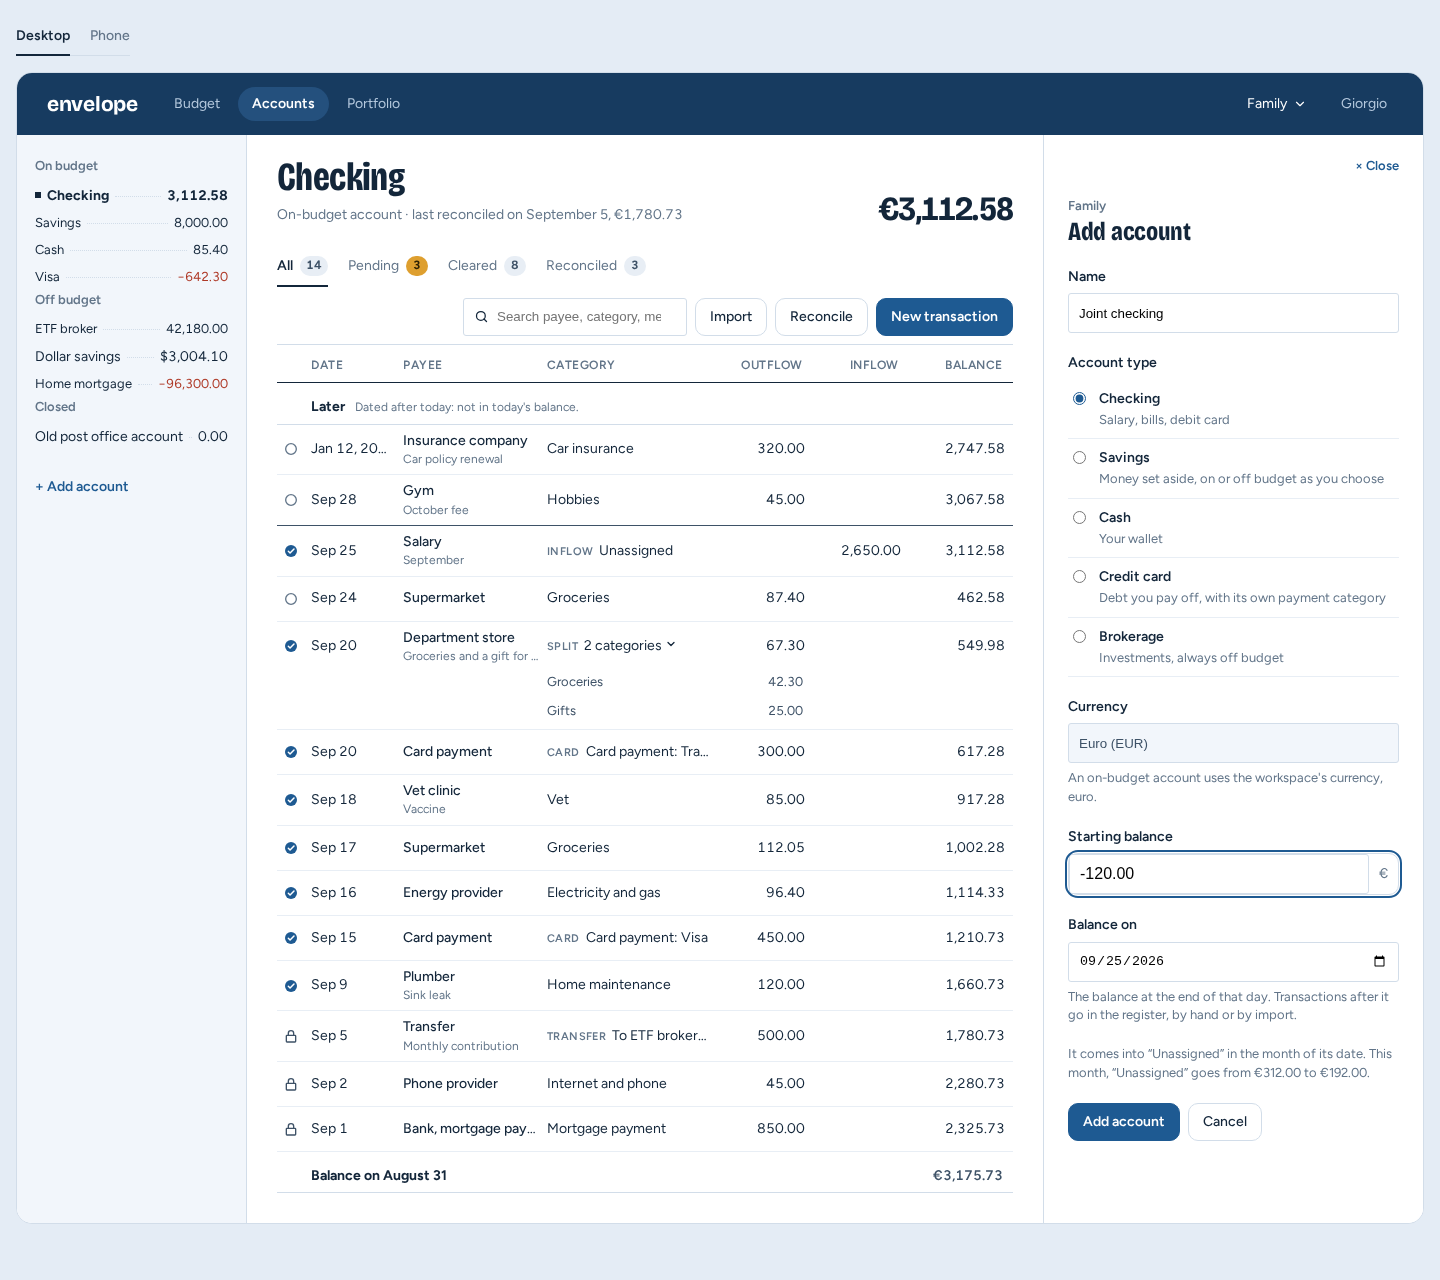 Desktop Phone
envelope Budget Accounts Portfolio Family Giorgio
On budget
Checking 3,112.58
Savings 8,000.00
Cash 85.40
Visa −642.30
Off budget
ETF broker 42,180.00
Dollar savings $3,004.10
Home mortgage −96,300.00
Closed
Old post office account 0.00
+ Add account
Checking
On-budget account · last reconciled on September 5, €1,780.73
€3,112.58
All 14 Pending 3 Cleared 8 Reconciled 3
Search payee, category, me Import Reconcile New transaction
DATE PAYEE CATEGORY OUTFLOW INFLOW BALANCE
Later Dated after today: not in today's balance.
Jan 12, 20… Insurance company Car insurance 320.00 2,747.58
Car policy renewal
Sep 28 Gym Hobbies 45.00 3,067.58
October fee
Sep 25 Salary INFLOW Unassigned 2,650.00 3,112.58
September
Sep 24 Supermarket Groceries 87.40 462.58
Sep 20 Department store SPLIT 2 categories 67.30 549.98
Groceries and a gift for …
Groceries 42.30
Gifts 25.00
Sep 20 Card payment CARD Card payment: Tra… 300.00 617.28
Sep 18 Vet clinic Vet 85.00 917.28
Vaccine
Sep 17 Supermarket Groceries 112.05 1,002.28
Sep 16 Energy provider Electricity and gas 96.40 1,114.33
Sep 15 Card payment CARD Card payment: Visa 450.00 1,210.73
Sep 9 Plumber Home maintenance 120.00 1,660.73
Sink leak
Sep 5 Transfer TRANSFER To ETF broker… 500.00 1,780.73
Monthly contribution
Sep 2 Phone provider Internet and phone 45.00 2,280.73
Sep 1 Bank, mortgage pay… Mortgage payment 850.00 2,325.73
Balance on August 31 €3,175.73
× Close
Family
Add account
Name
Joint checking
Account type
Checking
Salary, bills, debit card
Savings
Money set aside, on or off budget as you choose
Cash
Your wallet
Credit card
Debt you pay off, with its own payment category
Brokerage
Investments, always off budget
Currency
Euro (EUR)
An on-budget account uses the workspace's currency,
euro.
Starting balance
-120.00 €
Balance on
09/25/2026
The balance at the end of that day. Transactions after it
go in the register, by hand or by import.
It comes into “Unassigned” in the month of its date. This
month, “Unassigned” goes from €312.00 to €192.00.
Add account Cancel